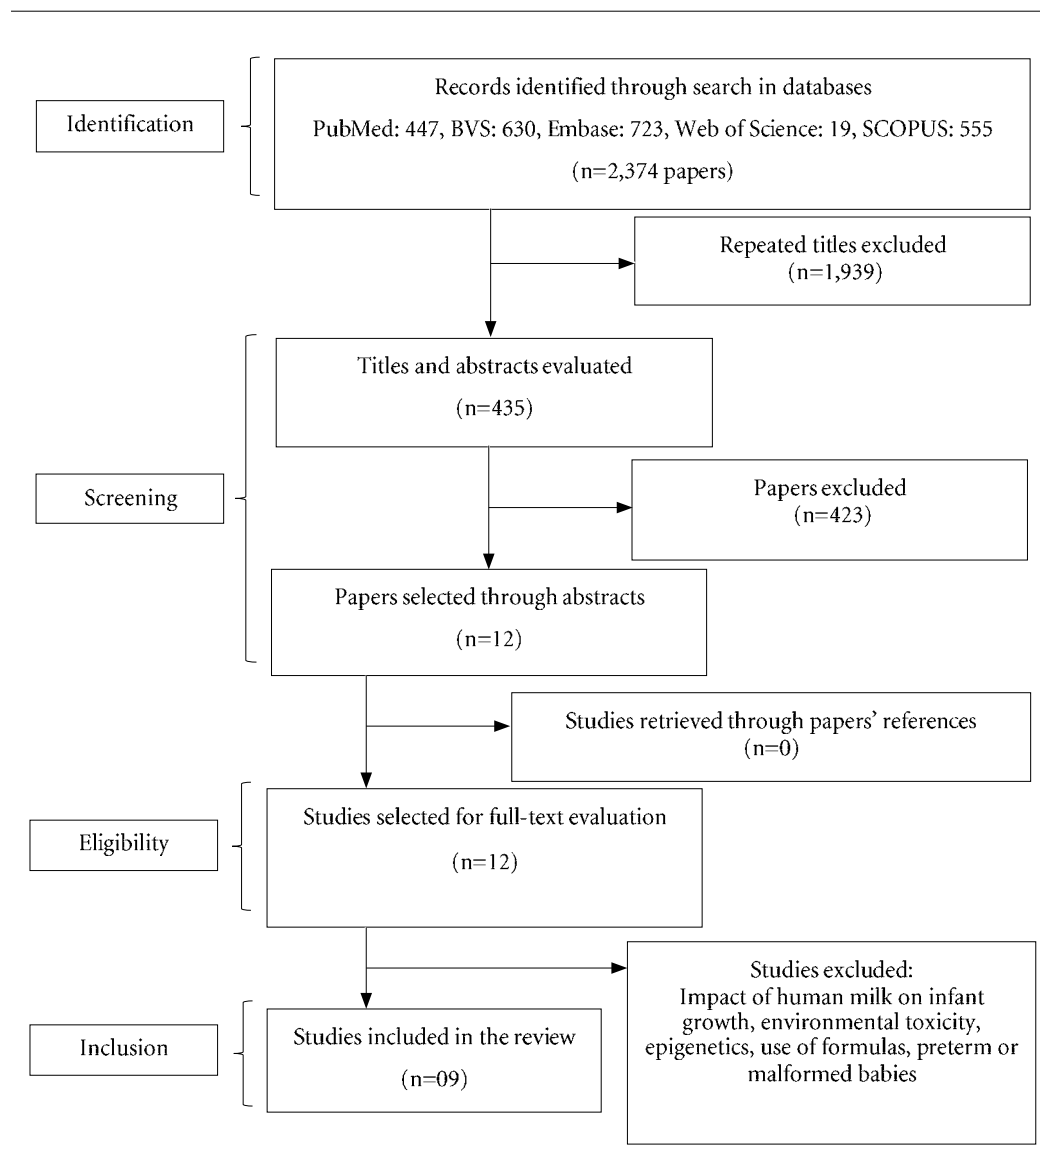 Identification
Records identified through search in databases
PubMed: 447, BVS: 630, Embase: 723, Web of Science: 19, SCOPUS: 555
(n=2,374 papers)
Repeated titles excluded
(n=1,939)
Titles and abstracts evaluated
(n=435)
Screening
Papers excluded
(n=423)
Papers selected through abstracts
(n=12)
Studies retrieved through papers’ references
(n=0)
Eligibility
Studies selected for full-text evaluation
(n=12)
Studies excluded:
Impact of human milk on infant
growth, environmental toxicity,
epigenetics, use of formulas, preterm or
malformed babies
Inclusion
Studies included in the review
(n=09)